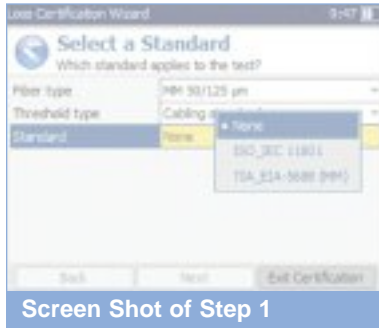 Loss Certification Wizard 9:47
Select a Standard
Which standard applies to the test?
Fiber type MM 50/125 µm
Threshold type Cabling
Standard None
None
ISO_IEC 11801
TIA_EIA-568B (MM)
Back Next Exit Certification
Screen Shot of Step 1